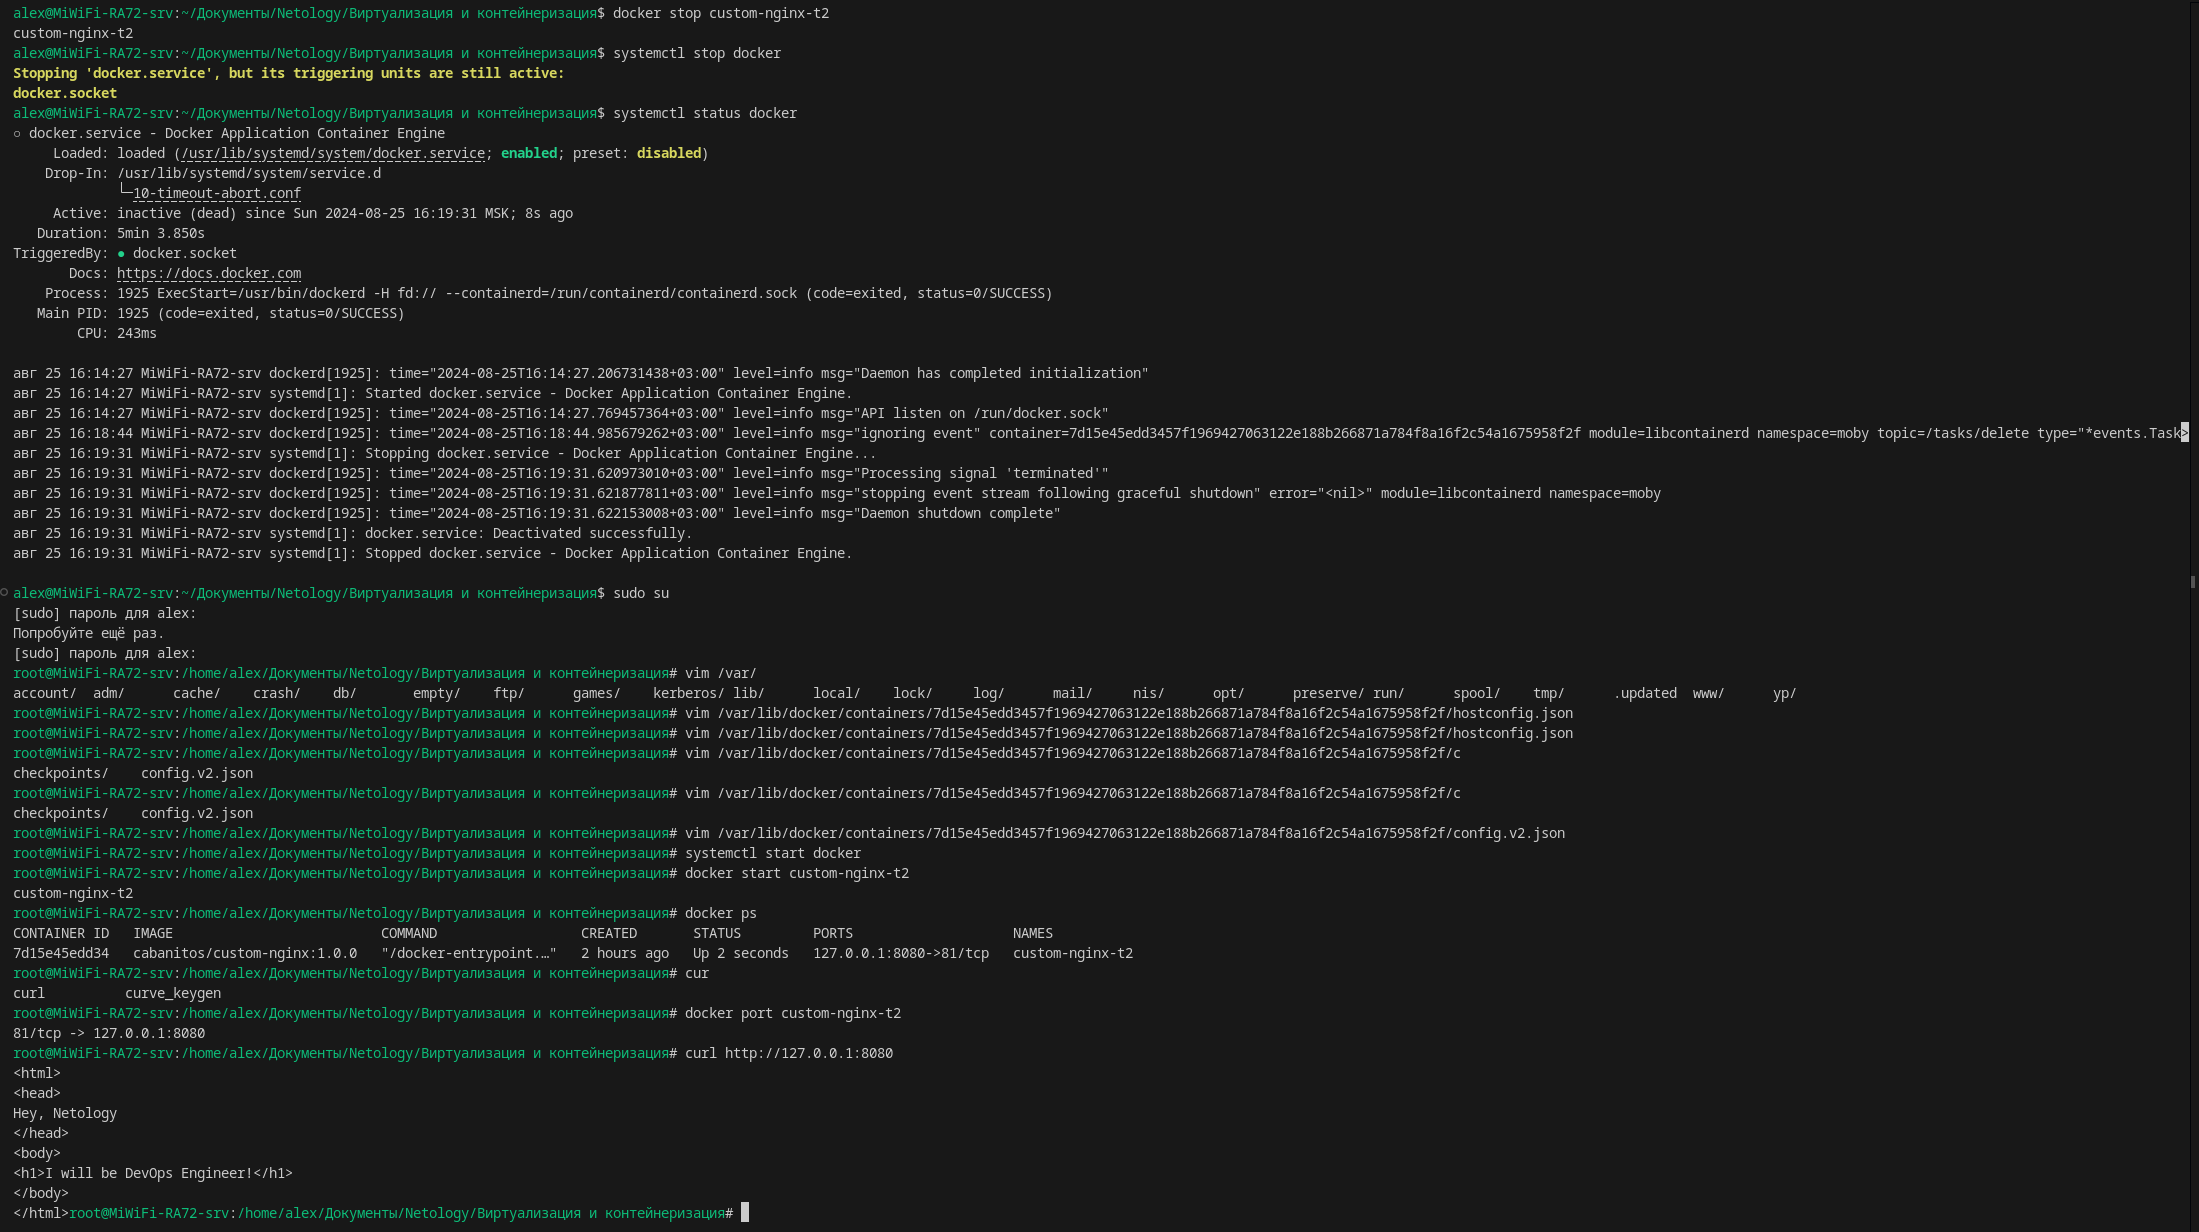 alex@MiWiFi-RA72-srv:~/Документы/Netology/Виртуализация и контейнеризация$ docker stop custom-nginx-t2
custom-nginx-t2
alex@MiWiFi-RA72-srv:~/Документы/Netology/Виртуализация и контейнеризация$ systemctl stop docker
Stopping 'docker.service', but its triggering units are still active:
docker.socket
alex@MiWiFi-RA72-srv:~/Документы/Netology/Виртуализация и контейнеризация$ systemctl status docker
○ docker.service - Docker Application Container Engine
     Loaded: loaded (/usr/lib/systemd/system/docker.service; enabled; preset: disabled)
    Drop-In: /usr/lib/systemd/system/service.d
             └─10-timeout-abort.conf
     Active: inactive (dead) since Sun 2024-08-25 16:19:31 MSK; 8s ago
   Duration: 5min 3.850s
TriggeredBy: ● docker.socket
       Docs: https://docs.docker.com
    Process: 1925 ExecStart=/usr/bin/dockerd -H fd:// --containerd=/run/containerd/containerd.sock (code=exited, status=0/SUCCESS)
   Main PID: 1925 (code=exited, status=0/SUCCESS)
        CPU: 243ms
авг 25 16:14:27 MiWiFi-RA72-srv dockerd[1925]: time="2024-08-25T16:14:27.206731438+03:00" level=info msg="Daemon has completed initialization"
авг 25 16:14:27 MiWiFi-RA72-srv systemd[1]: Started docker.service - Docker Application Container Engine.
авг 25 16:14:27 MiWiFi-RA72-srv dockerd[1925]: time="2024-08-25T16:14:27.769457364+03:00" level=info msg="API listen on /run/docker.sock"
авг 25 16:18:44 MiWiFi-RA72-srv dockerd[1925]: time="2024-08-25T16:18:44.985679262+03:00" level=info msg="ignoring event" container=7d15e45edd3457f1969427063122e188b266871a784f8a16f2c54a1675958f2f module=libcontainerd namespace=moby topic=/tasks/delete type="*events.Task>
авг 25 16:19:31 MiWiFi-RA72-srv systemd[1]: Stopping docker.service - Docker Application Container Engine...
авг 25 16:19:31 MiWiFi-RA72-srv dockerd[1925]: time="2024-08-25T16:19:31.620973010+03:00" level=info msg="Processing signal 'terminated'"
авг 25 16:19:31 MiWiFi-RA72-srv dockerd[1925]: time="2024-08-25T16:19:31.621877811+03:00" level=info msg="stopping event stream following graceful shutdown" error="<nil>" module=libcontainerd namespace=moby
авг 25 16:19:31 MiWiFi-RA72-srv dockerd[1925]: time="2024-08-25T16:19:31.622153008+03:00" level=info msg="Daemon shutdown complete"
авг 25 16:19:31 MiWiFi-RA72-srv systemd[1]: docker.service: Deactivated successfully.
авг 25 16:19:31 MiWiFi-RA72-srv systemd[1]: Stopped docker.service - Docker Application Container Engine.
alex@MiWiFi-RA72-srv:~/Документы/Netology/Виртуализация и контейнеризация$ sudo su
[sudo] пароль для alex:
Попробуйте ещё раз.
[sudo] пароль для alex:
root@MiWiFi-RA72-srv:/home/alex/Документы/Netology/Виртуализация и контейнеризация# vim /var/
account/  adm/      cache/    crash/    db/       empty/    ftp/      games/    kerberos/ lib/      local/    lock/     log/      mail/     nis/      opt/      preserve/ run/      spool/    tmp/      .updated  www/      yp/
root@MiWiFi-RA72-srv:/home/alex/Документы/Netology/Виртуализация и контейнеризация# vim /var/lib/docker/containers/7d15e45edd3457f1969427063122e188b266871a784f8a16f2c54a1675958f2f/hostconfig.json
root@MiWiFi-RA72-srv:/home/alex/Документы/Netology/Виртуализация и контейнеризация# vim /var/lib/docker/containers/7d15e45edd3457f1969427063122e188b266871a784f8a16f2c54a1675958f2f/hostconfig.json
root@MiWiFi-RA72-srv:/home/alex/Документы/Netology/Виртуализация и контейнеризация# vim /var/lib/docker/containers/7d15e45edd3457f1969427063122e188b266871a784f8a16f2c54a1675958f2f/c
checkpoints/    config.v2.json
root@MiWiFi-RA72-srv:/home/alex/Документы/Netology/Виртуализация и контейнеризация# vim /var/lib/docker/containers/7d15e45edd3457f1969427063122e188b266871a784f8a16f2c54a1675958f2f/c
checkpoints/    config.v2.json
root@MiWiFi-RA72-srv:/home/alex/Документы/Netology/Виртуализация и контейнеризация# vim /var/lib/docker/containers/7d15e45edd3457f1969427063122e188b266871a784f8a16f2c54a1675958f2f/config.v2.json
root@MiWiFi-RA72-srv:/home/alex/Документы/Netology/Виртуализация и контейнеризация# systemctl start docker
root@MiWiFi-RA72-srv:/home/alex/Документы/Netology/Виртуализация и контейнеризация# docker start custom-nginx-t2
custom-nginx-t2
root@MiWiFi-RA72-srv:/home/alex/Документы/Netology/Виртуализация и контейнеризация# docker ps
CONTAINER ID   IMAGE                          COMMAND                  CREATED       STATUS         PORTS                    NAMES
7d15e45edd34   cabanitos/custom-nginx:1.0.0   "/docker-entrypoint.…"   2 hours ago   Up 2 seconds   127.0.0.1:8080->81/tcp   custom-nginx-t2
root@MiWiFi-RA72-srv:/home/alex/Документы/Netology/Виртуализация и контейнеризация# cur
curl          curve_keygen
root@MiWiFi-RA72-srv:/home/alex/Документы/Netology/Виртуализация и контейнеризация# docker port custom-nginx-t2
81/tcp -> 127.0.0.1:8080
root@MiWiFi-RA72-srv:/home/alex/Документы/Netology/Виртуализация и контейнеризация# curl http://127.0.0.1:8080
<html>
<head>
Hey, Netology
</head>
<body>
<h1>I will be DevOps Engineer!</h1>
</body>
</html>root@MiWiFi-RA72-srv:/home/alex/Документы/Netology/Виртуализация и контейнеризация#